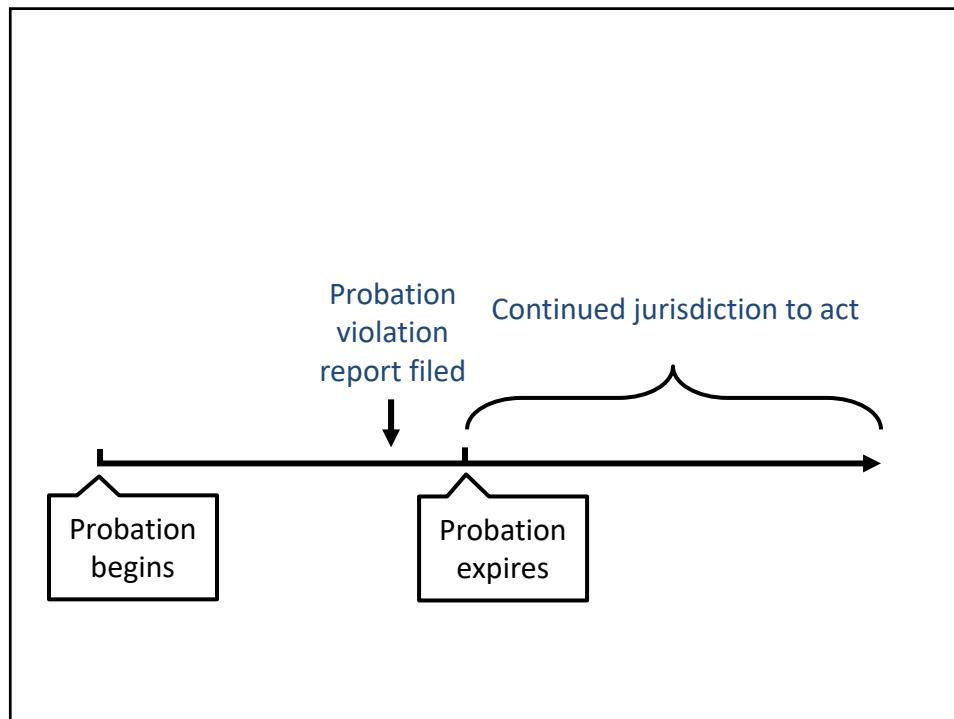 Probation
violation
report filed
Continued jurisdiction to act
Probation
begins
Probation
expires